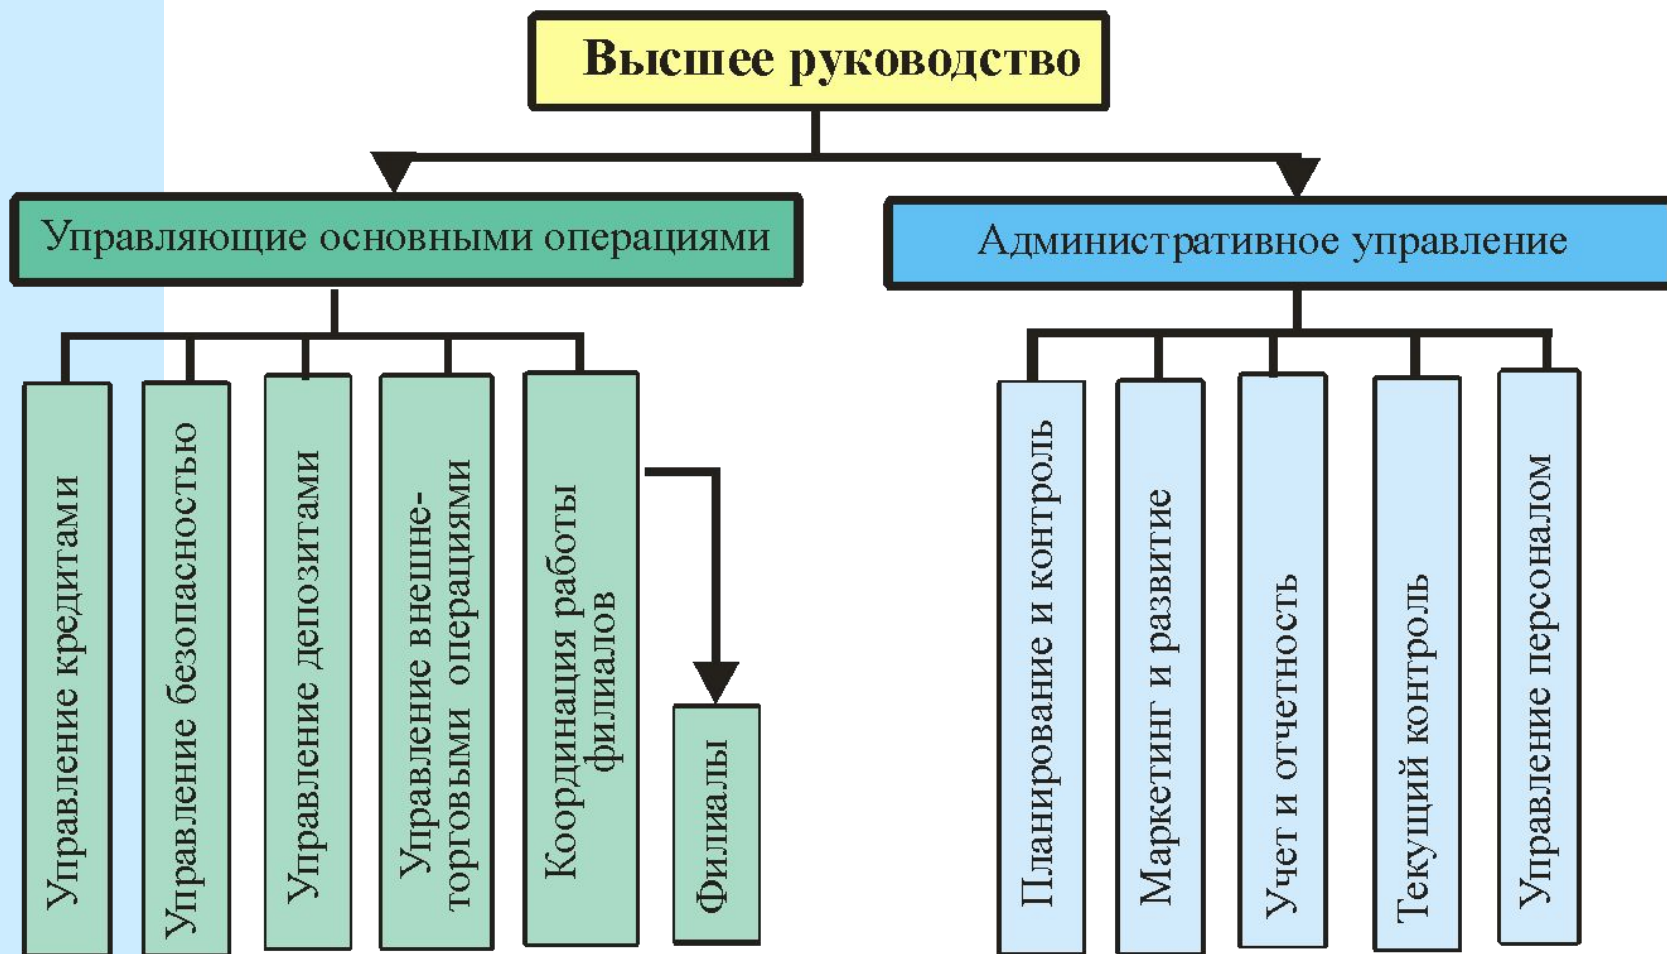 Высшее руководство
Управляющие основными операциями
Административное управление
Управление кредитами
Управление безопасностью
Управление депозитами
Управление внешне-
торговыми операциями
Координация работы
филиалов
Филиалы
Планирование и контроль
Маркетинг и развитие
Учет и отчетность
Текущий контроль
Управление персоналом